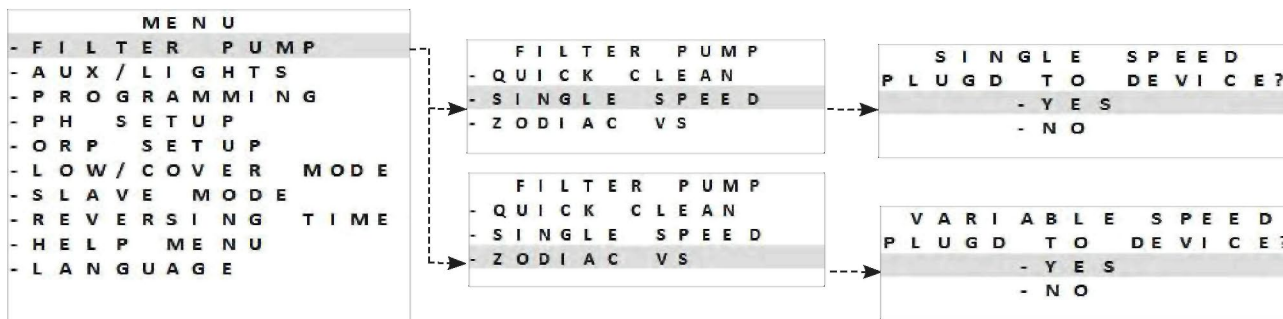 MENU
- FILTER PUMP
- AUX/LIGHTS
- PROGRAMMING
- PH SETUP
- ORP SETUP
- LOW/COVER MODE
- SLAVE MODE
- REVERSING TIME
- HELP MENU
- LANGUAGE
FILTER PUMP
- QUICK CLEAN
- SINGLE SPEED
- ZODIAC VS
SINGLE SPEED
PLUGD TO DEVICE?
- YES
- NO
FILTER PUMP
- QUICK CLEAN
- SINGLE SPEED
- ZODIAC VS
VARIABLE SPEED
PLUGD TO DEVICE?
- YES
- NO